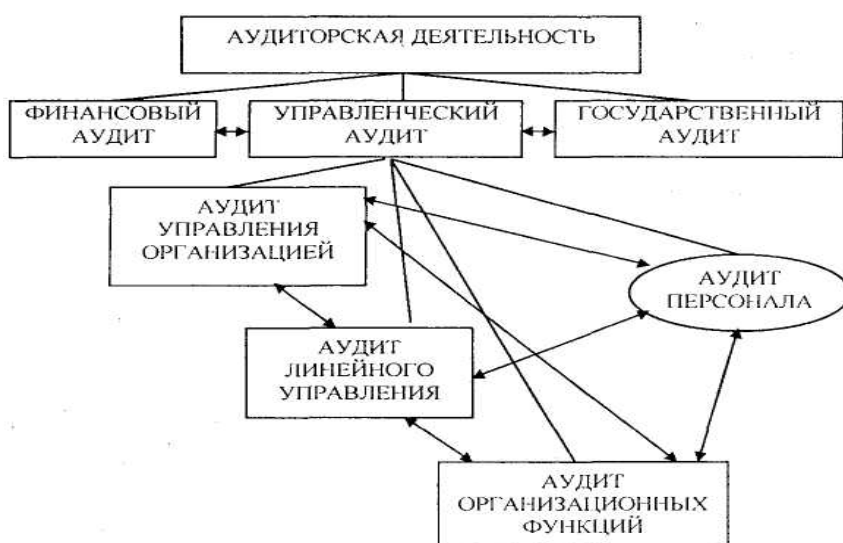 АУДИТОРСКАЯ ДЕЯТЕЛЬНОСТЬ
ФИНАНСОВЫЙ
АУДИТ
УПРАВЛЕНЧЕСКИЙ
АУДИТ
ГОСУДАРСТВЕННЫЙ
АУДИТ
АУДИТ
УПРАВЛЕНИЯ
ОРГАНИЗАЦИЕЙ
АУДИТ
ПЕРСОНАЛА
АУДИТ
ЛИНЕЙНОГО
УПРАВЛЕНИЯ
АУДИТ
ОРГАНИЗАЦИОННЫХ
ФУНКЦИЙ